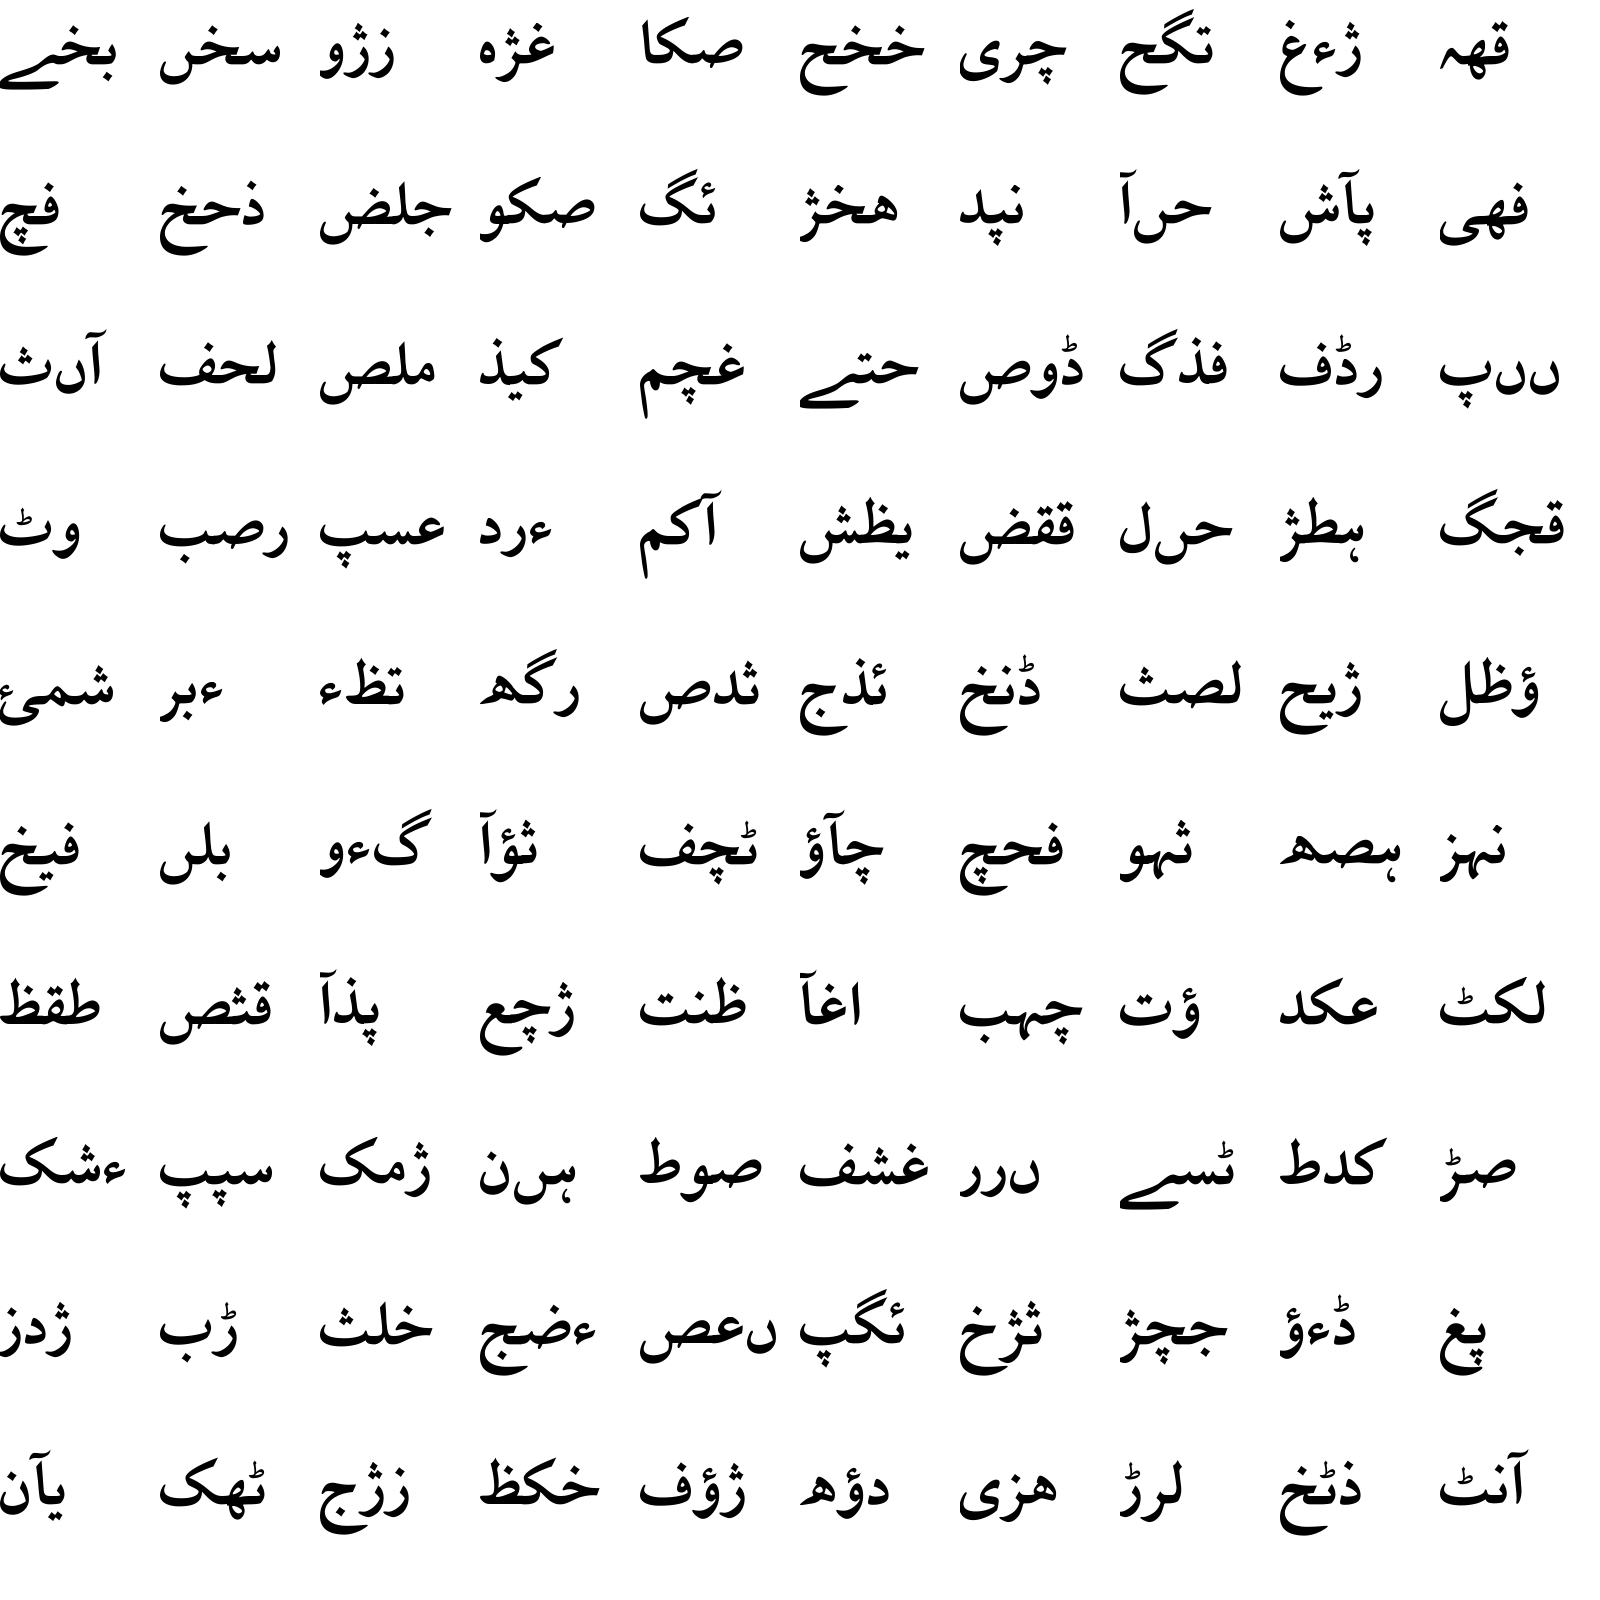 قھہ ژءغ تگح چری خخح صکا غژہ زژو سخں بخے
فھی پآش حںآ نپد ھخژ ئگ صکو جلض ذحخ فچ
ںںپ رڈف فذگ ڈوص حتے غچم کیذ ملص لحف آںث
قجگ ہطژ حںل ققض یظش آکم ءرد عسپ رصب وٹ
ؤظل ژیح لصث ڈنخ ئذج ثدص رگھ تظء ءبر شمئ
نہز ہصھ ثہو فحچ چآؤ ٹچف ثؤآ گءو بلں فیخ
لکٹ عکد ؤت چہب اغآ ظنت ژچع پذآ قثص طقظ
صڑ کدط ٹسے ںرر غشف صوط ہںن ژمک سپپ ءشک
پغ ڈءؤ جچژ ثژخ ئگپ ںعص ءضج خلث ڑب ژدز
آنٹ ذٹخ لرڑ ھزی دؤھ ژؤف خکظ زژج ٹھک یآن